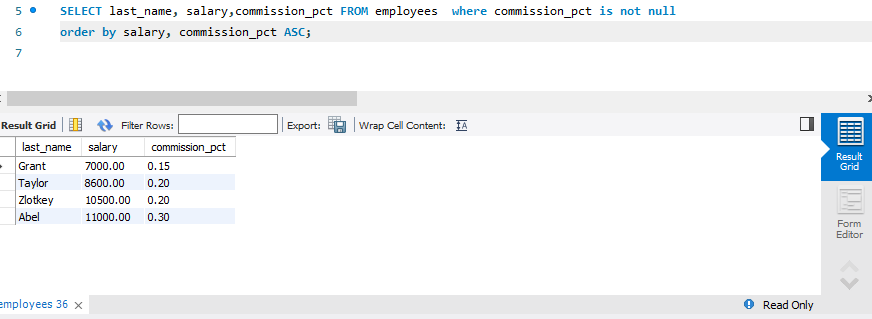 5 SELECT last_name, salary,commission_pct FROM employees  where commission_pct is not null
6 order by salary, commission_pct ASC;
7
Result Grid Filter Rows: Export: Wrap Cell Content:
last_name salary commission_pct
Grant 7000.00 0.15
Taylor 8600.00 0.20
Zlotkey 10500.00 0.20
Abel 11000.00 0.30
Result
Grid
Form
Editor
employees 36 × Read Only